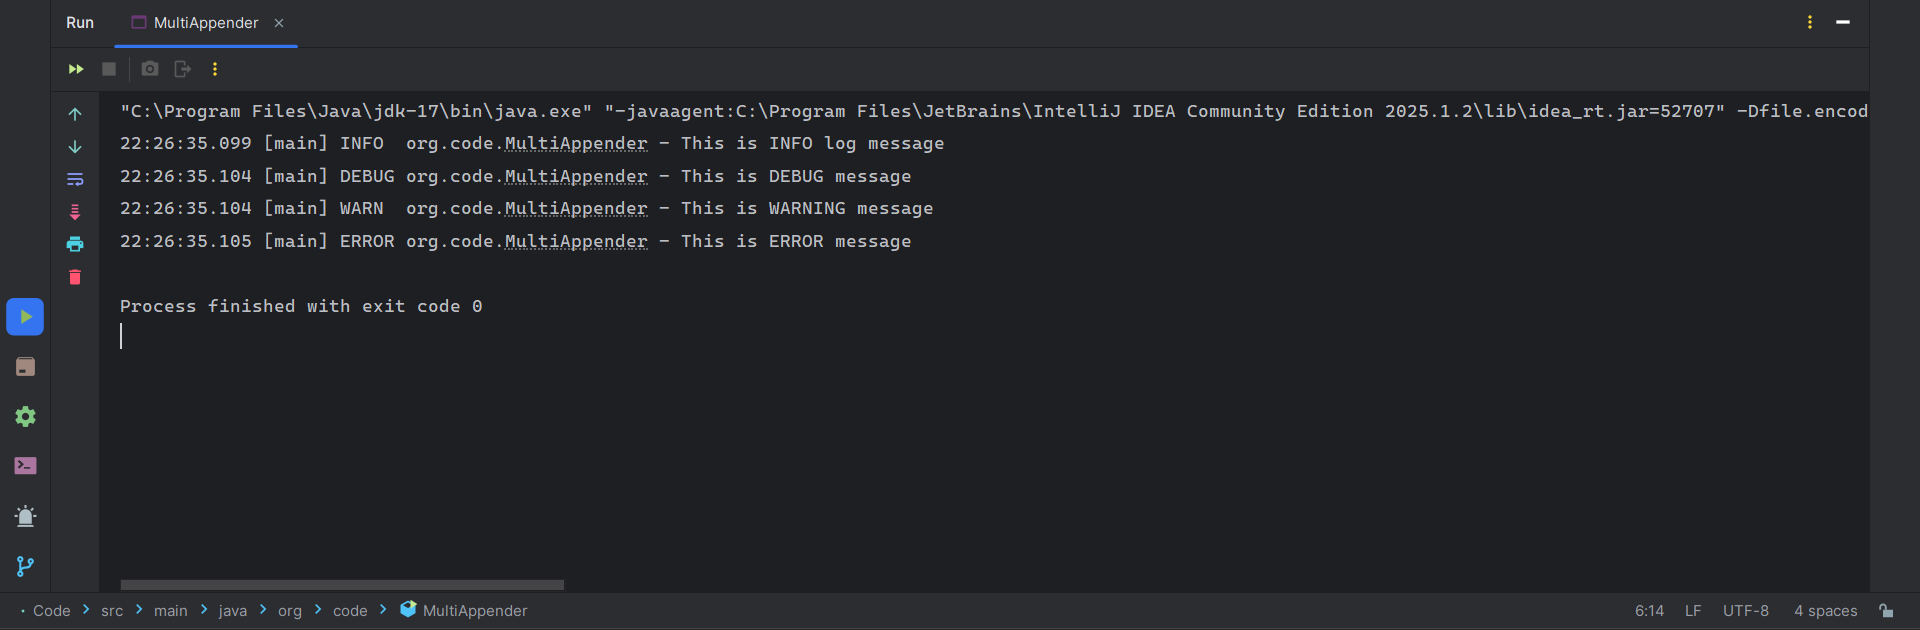 Run MultiAppender
"C:\Program Files\Java\jdk-17\bin\java.exe" "-javaagent:C:\Program Files\JetBrains\IntelliJ IDEA Community Edition 2025.1.2\lib\idea_rt.jar=52707" -Dfile.encod
22:26:35.099 [main] INFO  org.code.MultiAppender - This is INFO log message
22:26:35.104 [main] DEBUG org.code.MultiAppender - This is DEBUG message
22:26:35.104 [main] WARN  org.code.MultiAppender - This is WARNING message
22:26:35.105 [main] ERROR org.code.MultiAppender - This is ERROR message
Process finished with exit code 0
Code > src > main > java > org > code > MultiAppender 6:14 LF UTF-8 4 spaces